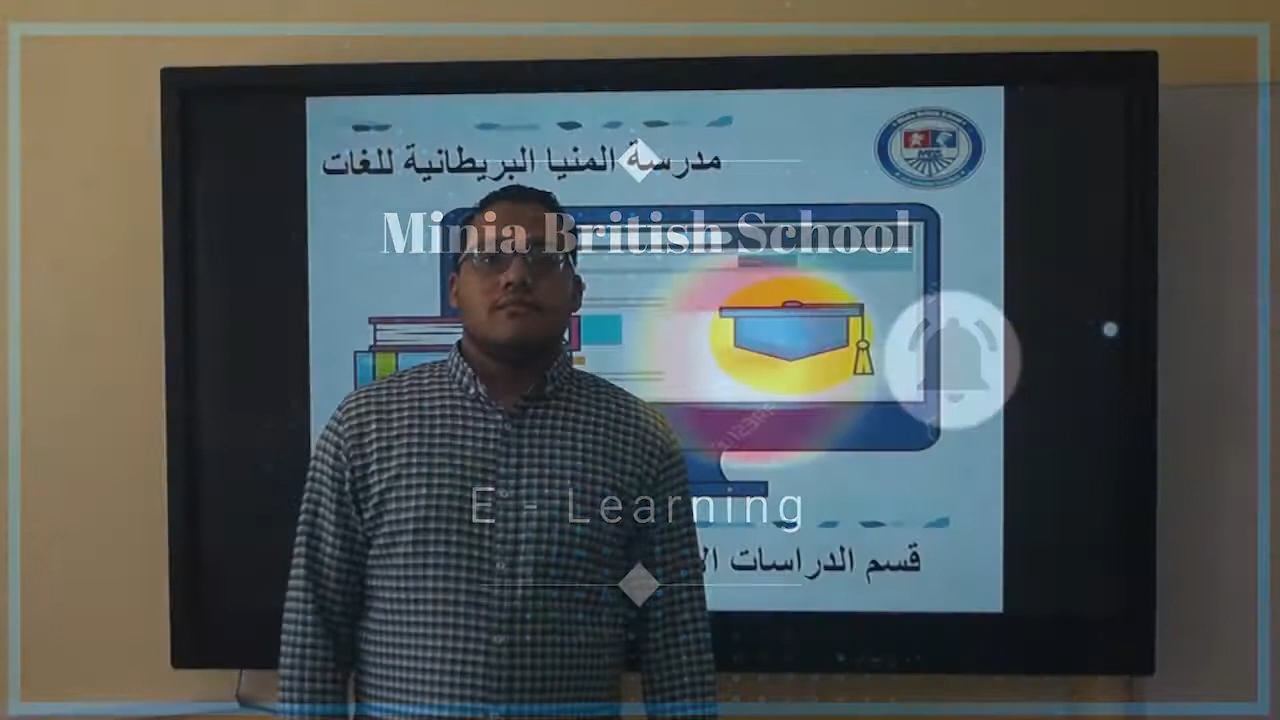 مدرسة المنيا البريطانية للغات
Minia British School
E - Learning
قسم الدراسات